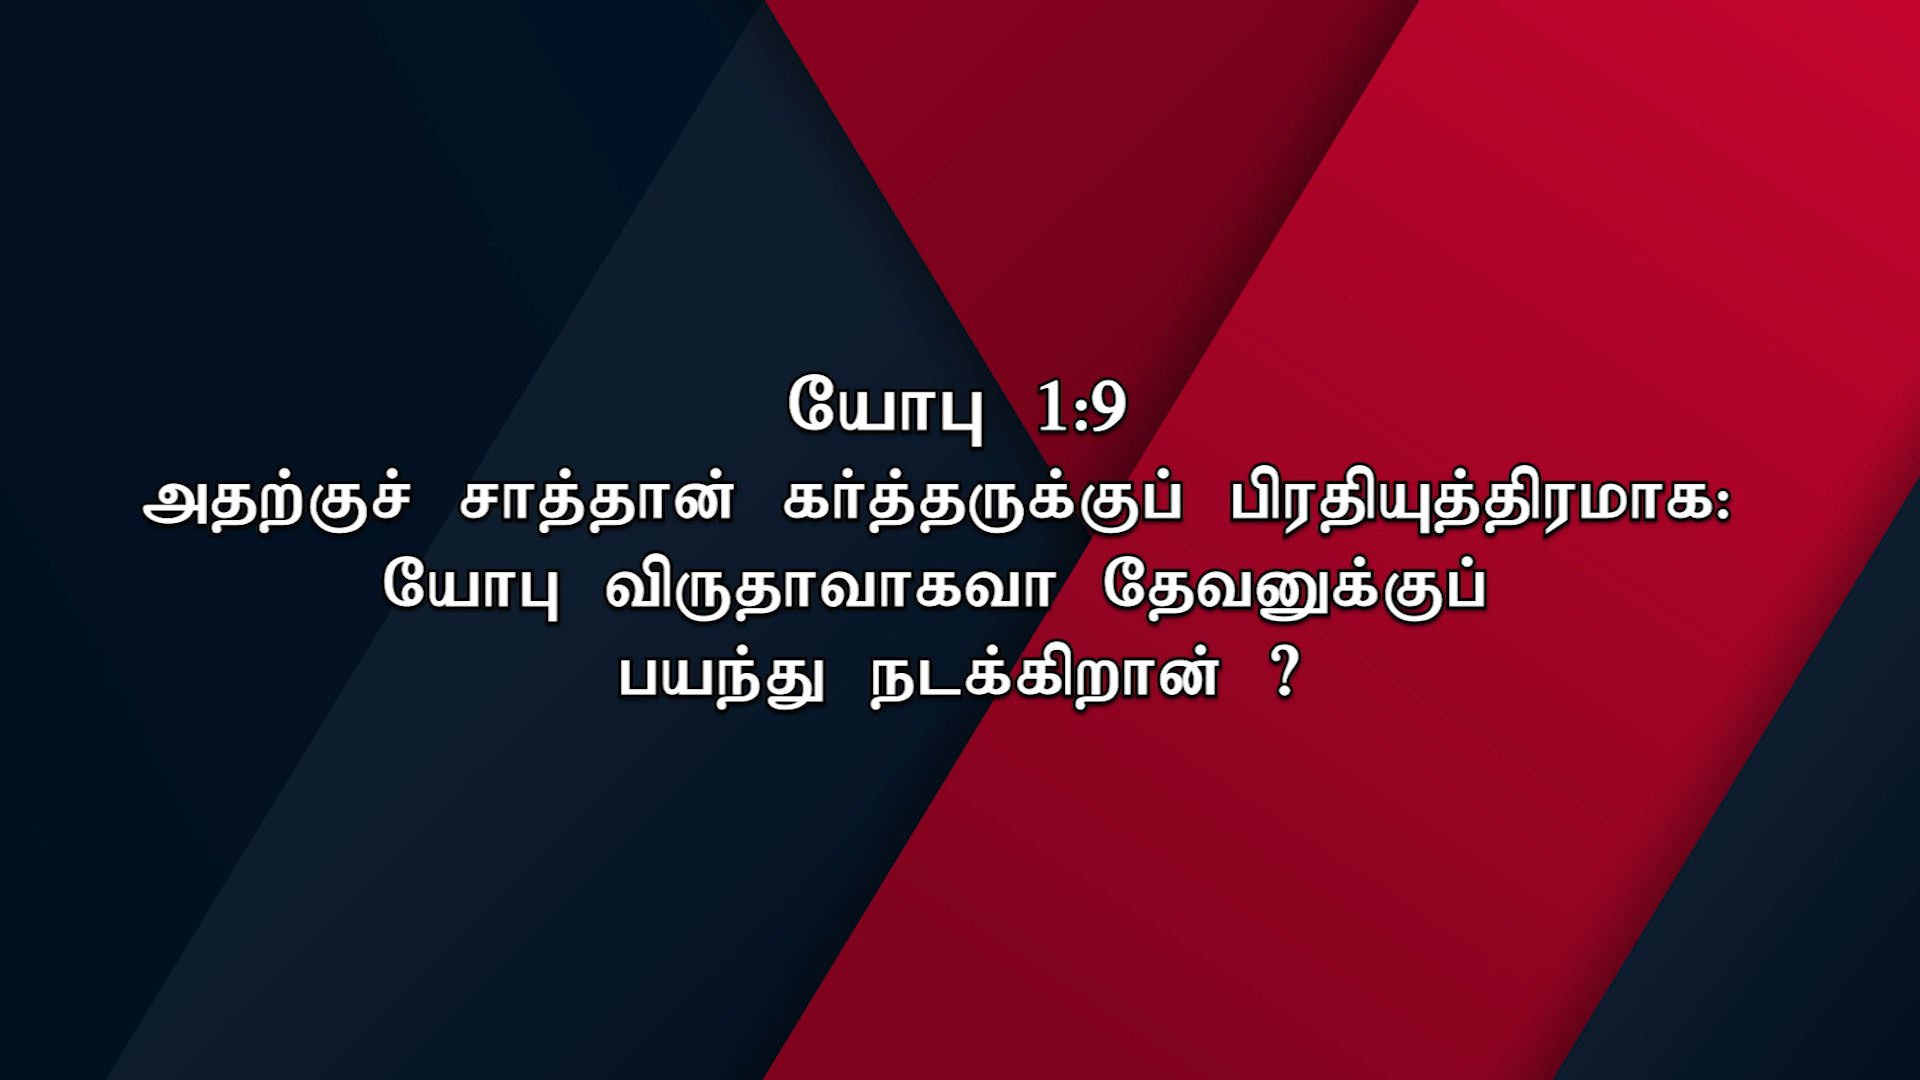 யோபு 1:9
அதற்குச் சாத்தான் கர்த்தருக்குப் பிரதியுத்திரமாக:
யோபு விருதாவாகவா தேவனுக்குப்
பயந்து நடக்கிறான் ?